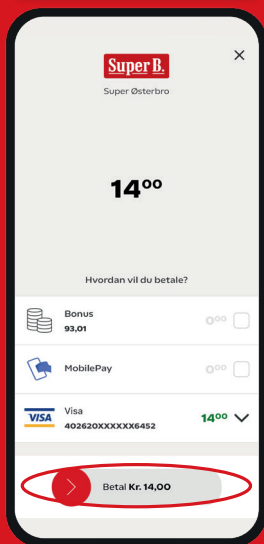 Super B.
Super Østerbro
14⁰⁰
Hvordan vil du betale?
Bonus
93,01
0⁰⁰
MobilePay
0⁰⁰
VISA
Visa
402620XXXXXX6452
14⁰⁰
Betal Kr. 14,00